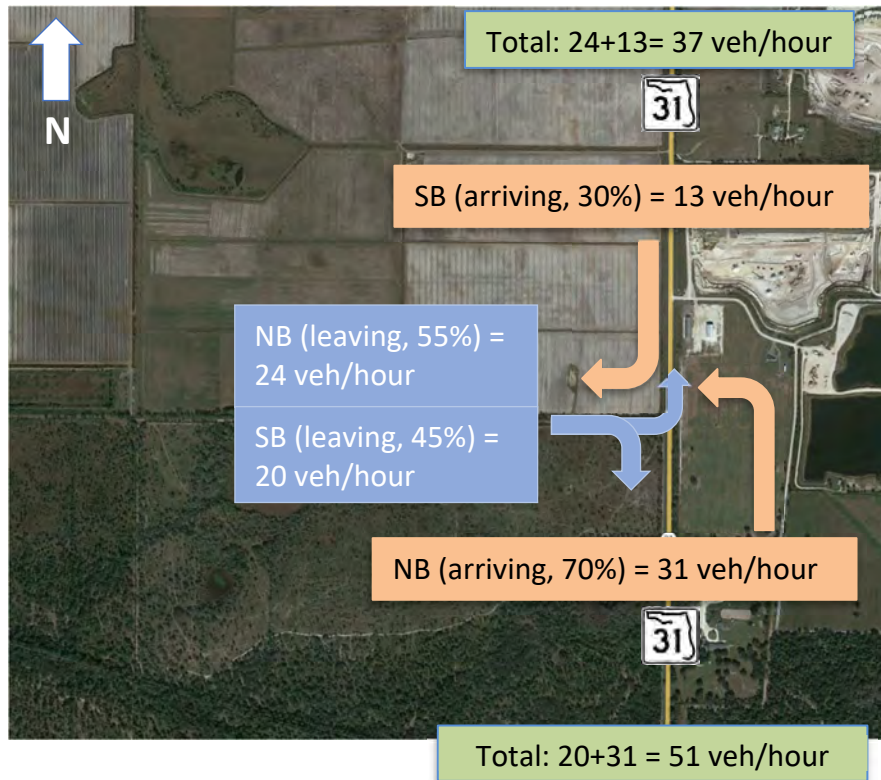 Total: 24+13= 37 veh/hour
N
31
SB (arriving, 30%) = 13 veh/hour
NB (leaving, 55%) =
24 veh/hour
SB (leaving, 45%) =
20 veh/hour
NB (arriving, 70%) = 31 veh/hour
31
Total: 20+31 = 51 veh/hour